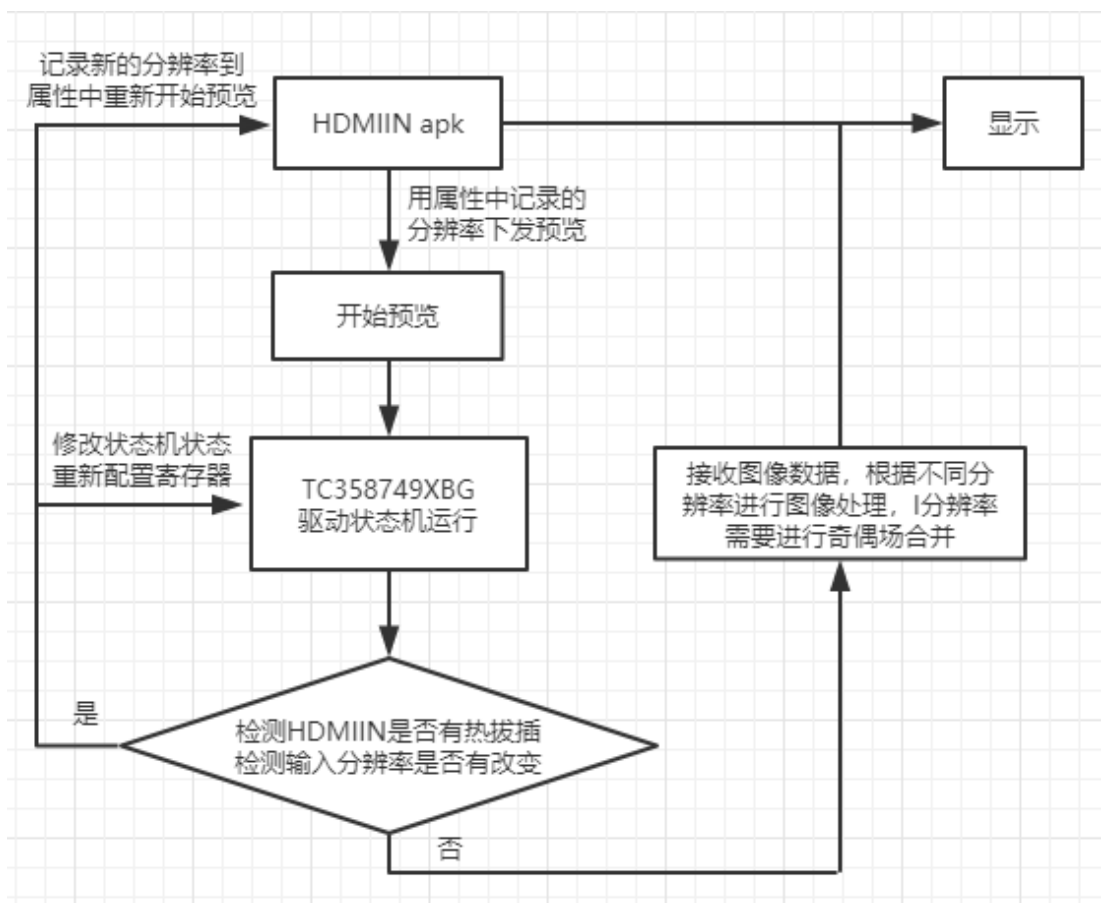 记录新的分辨率到
属性中重新开始预览
HDMIIN apk
显示
用属性中记录的
分辨率下发预览
开始预览
修改状态机状态
重新配置寄存器
TC358749XBG
驱动状态机运行
接收图像数据，根据不同分
辨率进行图像处理，I分辨率
需要进行奇偶场合并
是
检测HDMIIN是否有热拔插
检测输入分辨率是否有改变
否